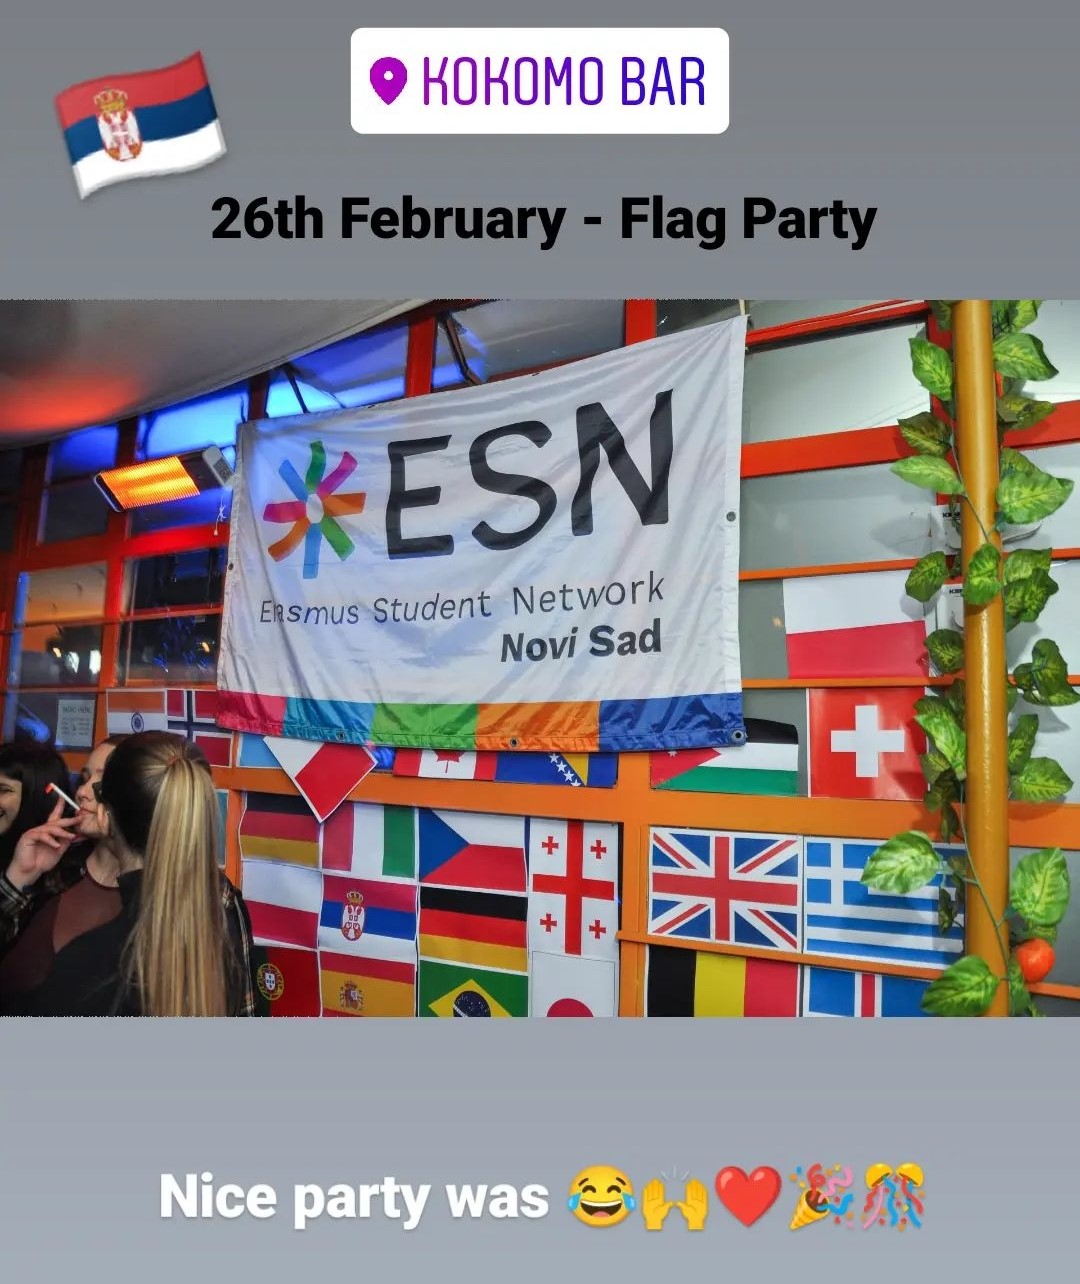 KOKOMO BAR
26th February - Flag Party
ESN
Erasmus Student Network
Novi Sad
Nice party was 😂🙌❤️🎉🎊